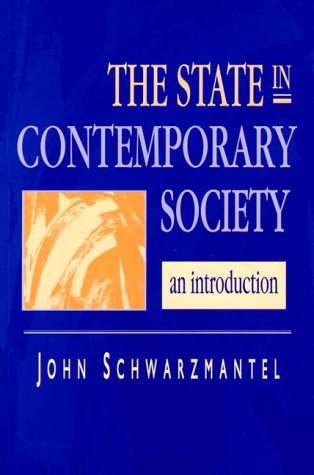 THE STATE IN
CONTEMPORARY
SOCIETY
an introduction
JOHN SCHWARZMANTEL